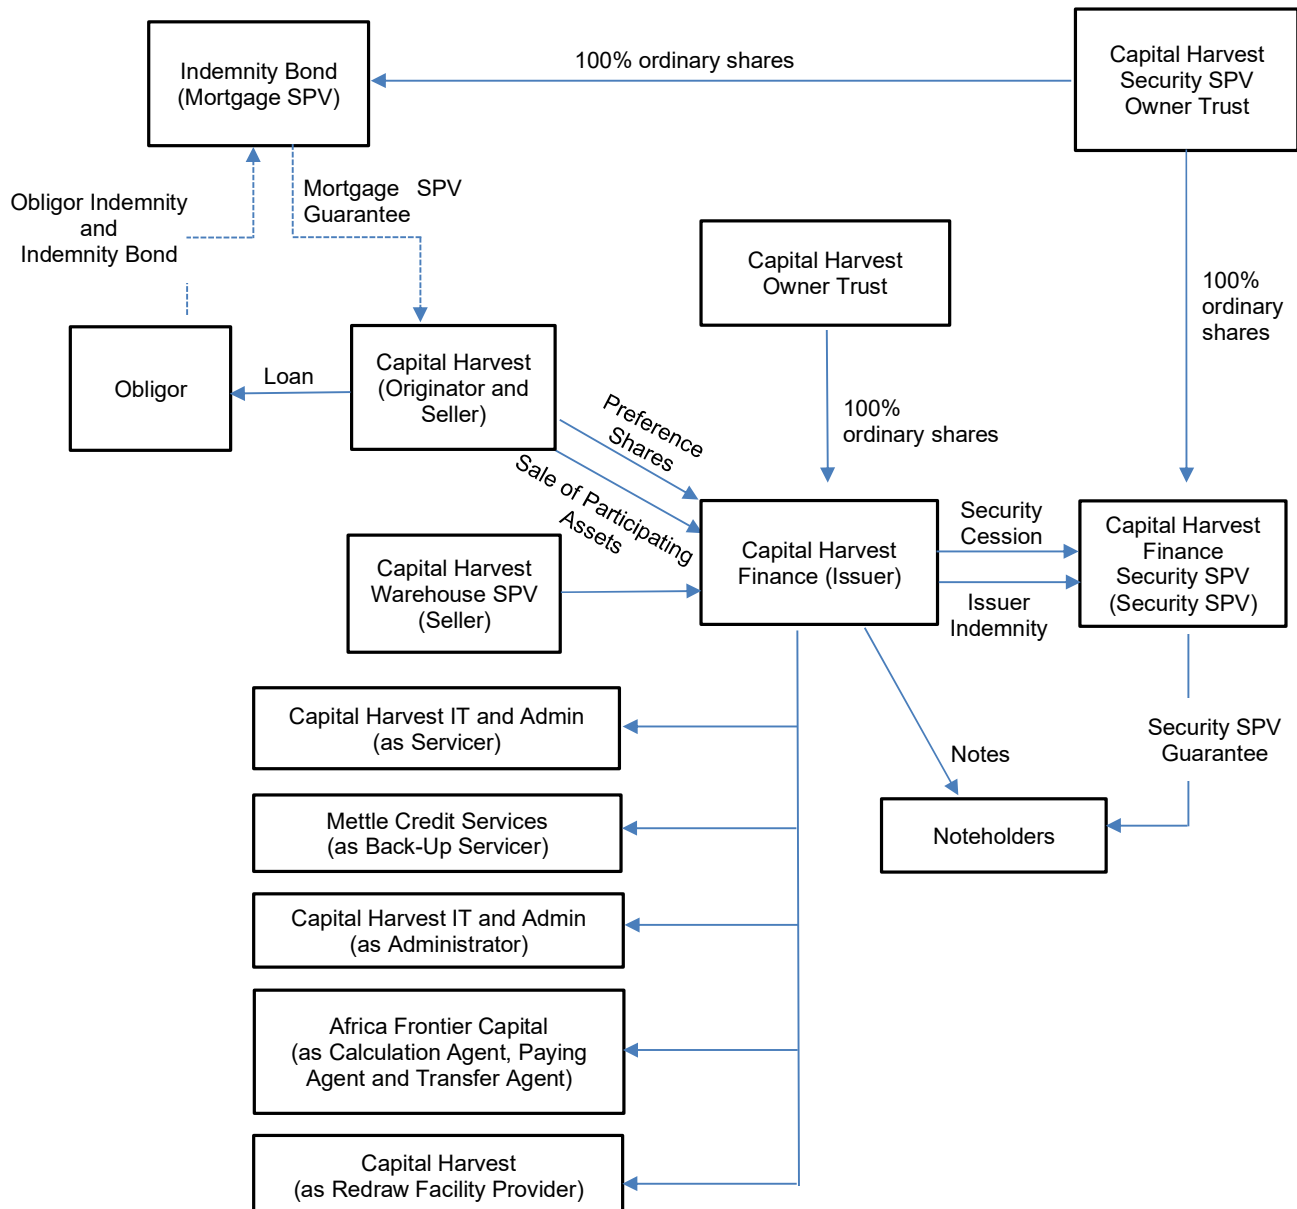 Indemnity Bond
(Mortgage SPV)
100% ordinary shares
Capital Harvest
Security SPV
Owner Trust
Obligor Indemnity
and
Indemnity Bond
Mortgage SPV
Guarantee
Capital Harvest
Owner Trust
100%
ordinary
shares
Obligor
Loan
Capital Harvest
(Originator and
Seller)
Preference
Shares
Sale of Participating
Assets
100%
ordinary shares
Capital Harvest
Warehouse SPV
(Seller)
Capital Harvest
Finance (Issuer)
Security
Cession
Issuer
Indemnity
Capital Harvest
Finance
Security SPV
(Security SPV)
Capital Harvest IT and Admin
(as Servicer)
Notes
Security SPV
Guarantee
Mettle Credit Services
(as Back-Up Servicer)
Noteholders
Capital Harvest IT and Admin
(as Administrator)
Africa Frontier Capital
(as Calculation Agent, Paying
Agent and Transfer Agent)
Capital Harvest
(as Redraw Facility Provider)